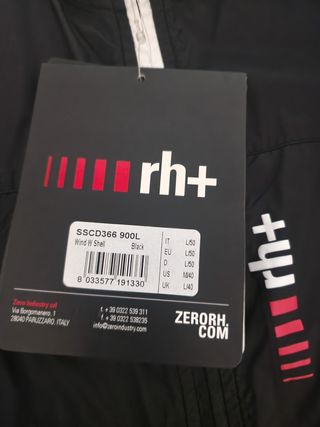 rh+
SSCD366 900L
Wind W Shell Black
IT L/50
EU L/50
D L/50
US M/40
UK L/40
8 033577 191330
Zero Industry srl
Via Borgomanero, 1
28040 PARUZZARO, ITALY
t. + 39 0322 539 311
f. + 39 0322 538235
info@zeroindustry.com
ZERORH.
COM
rh+